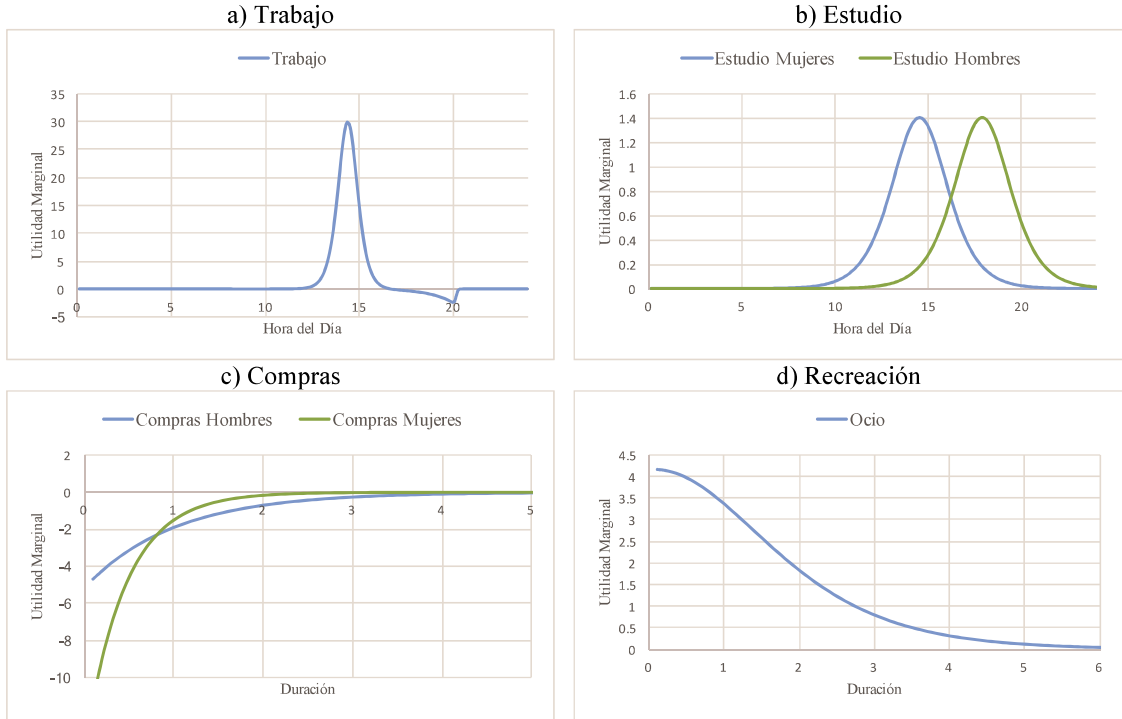 a) Trabajo
Trabajo
35
30
25
20
15
10
5
0
−5
0 5 10 15 20
Utilidad Marginal
Hora del Día
b) Estudio
Estudio Mujeres Estudio Hombres
1.6
1.4
1.2
1
0.8
0.6
0.4
0.2
0
0 5 10 15 20
Utilidad Marginal
Hora del Día
c) Compras
Compras Hombres Compras Mujeres
2
0
−2
−4
−6
−8
−10
0 1 2 3 4 5
Utilidad Marginal
Duración
d) Recreación
Ocio
4.5
4
3.5
3
2.5
2
1.5
1
0.5
0
0 1 2 3 4 5 6
Utilidad Marginal
Duración